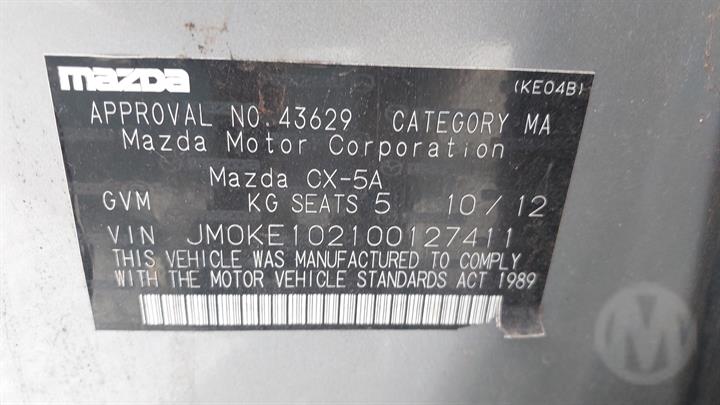 mazda
(KE04B)
APPROVAL NO. 43629 CATEGORY MA
Mazda Motor Corporation
Mazda CX-5A
GVM KG SEATS 5 10/12
VIN JM0KE102100127411
THIS VEHICLE WAS MANUFACTURED TO COMPLY
WITH THE MOTOR VEHICLE STANDARDS ACT 1989
M